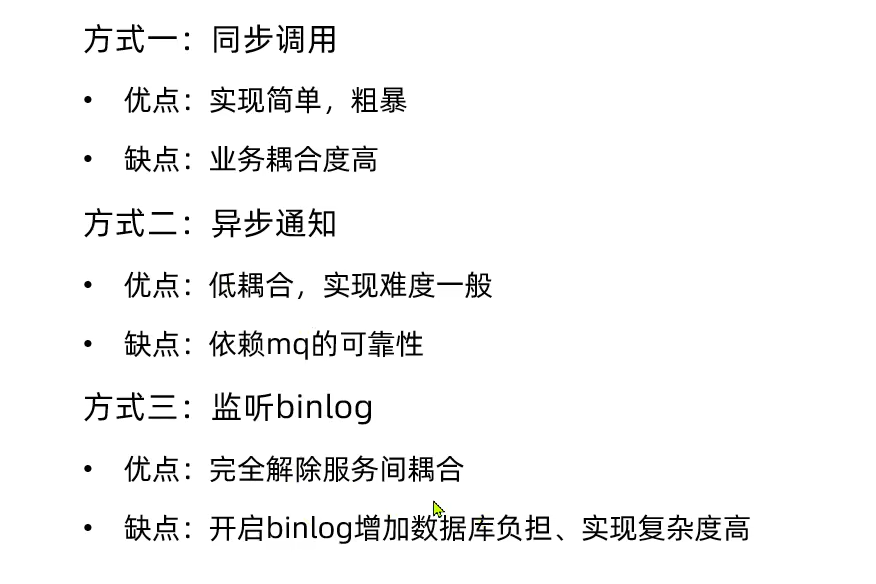 方式一：同步调用
• 优点：实现简单，粗暴
• 缺点：业务耦合度高
方式二：异步通知
• 优点：低耦合，实现难度一般
• 缺点：依赖mq的可靠性
方式三：监听binlog
• 优点：完全解除服务间耦合
• 缺点：开启binlog增加数据库负担、实现复杂度高